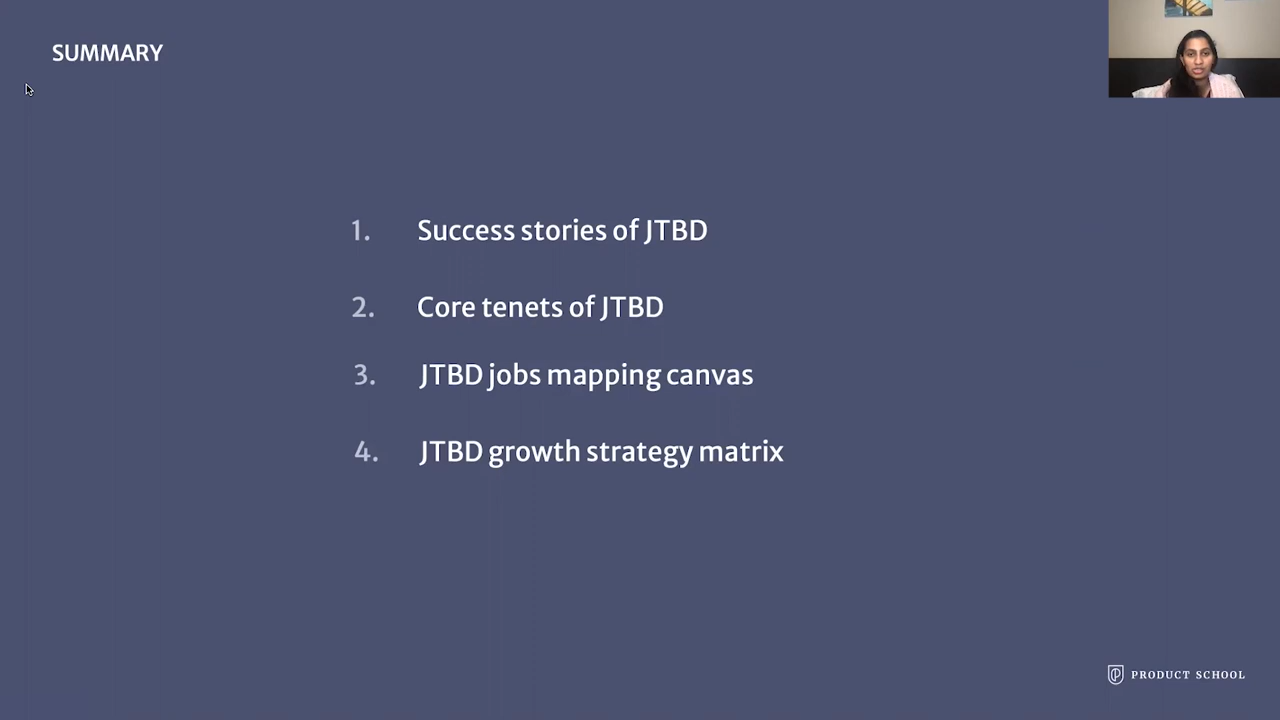 SUMMARY
1. Success stories of JTBD
2. Core tenets of JTBD
3. JTBD jobs mapping canvas
4. JTBD growth strategy matrix
PRODUCT SCHOOL